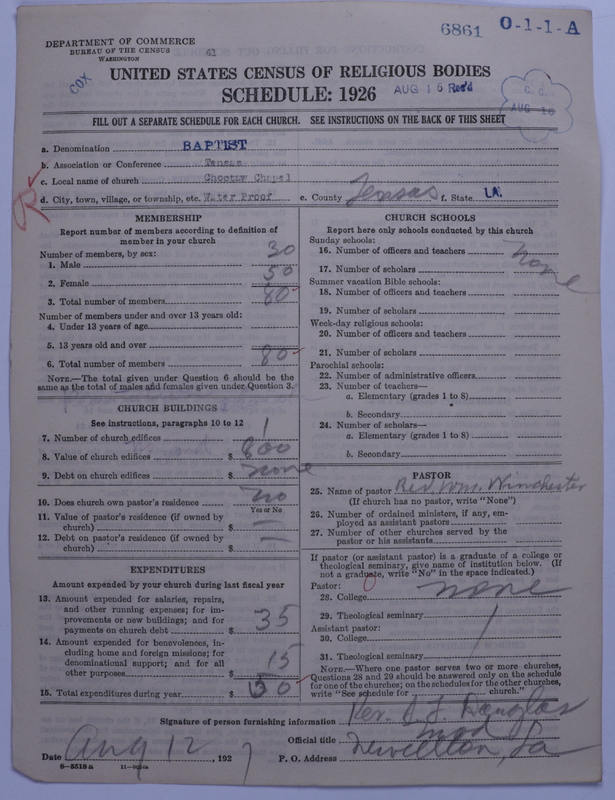 6861 O-1-1-A
DEPARTMENT OF COMMERCE
BUREAU OF THE CENSUS
WASHINGTON
41
COX
UNITED STATES CENSUS OF RELIGIOUS BODIES
SCHEDULE: 1926
AUG 16 Rec'd
C. C.
AUG 16
FILL OUT A SEPARATE SCHEDULE FOR EACH CHURCH. SEE INSTRUCTIONS ON THE BACK OF THIS SHEET
a. Denomination BAPTIST
b. Association or Conference Tensas
c. Local name of church Choctaw Chapel
R
d. City, town, village, or township, etc. Water Proof e. County Tensas f. State LA.
MEMBERSHIP
Report number of members according to definition of
member in your church
Number of members, by sex:
1. Male 30
2. Female 50
3. Total number of members 80
Number of members under and over 13 years old:
4. Under 13 years of age
5. 13 years old and over
6. Total number of members 80
NOTE.—The total given under Question 6 should be the
same as the total of males and females given under Question 3.
CHURCH BUILDINGS
See instructions, paragraphs 10 to 12
7. Number of church edifices 1
8. Value of church edifices $ 800
9. Debt on church edifices $ none
10. Does church own pastor's residence no
Yes or No
11. Value of pastor's residence (if owned by
church) $ —
12. Debt on pastor's residence (if owned by
church) $ —
EXPENDITURES
Amount expended by your church during last fiscal year
13. Amount expended for salaries, repairs,
and other running expenses; for im-
provements or new buildings; and for
payments on church debt $ 35
14. Amount expended for benevolences, in-
cluding home and foreign missions; for
denominational support; and for all
other purposes $ 15
15. Total expenditures during year $ 50
CHURCH SCHOOLS
Report here only schools conducted by this church
Sunday schools:
16. Number of officers and teachers none
17. Number of scholars
Summer vacation Bible schools:
18. Number of officers and teachers
19. Number of scholars
Week-day religious schools:
20. Number of officers and teachers
21. Number of scholars
Parochial schools:
22. Number of administrative officers
23. Number of teachers—
a. Elementary (grades 1 to 8)
b. Secondary
24. Number of scholars—
a. Elementary (grades 1 to 8)
b. Secondary
PASTOR
25. Name of pastor Rev. Wm. Winchester
(If church has no pastor, write "None")
26. Number of ordained ministers, if any, em-
ployed as assistant pastors
27. Number of other churches served by the
pastor or his assistants
If pastor (or assistant pastor) is a graduate of a college or
theological seminary, give name of institution below. (If
not a graduate, write "No" in the space indicated.)
Pastor: 0
28. College none
29. Theological seminary
Assistant pastor:
30. College
31. Theological seminary
NOTE.—Where one pastor serves two or more churches,
Questions 28 and 29 should be answered only on the schedule
for one of the churches; on the schedules for the other churches,
write "See schedule for church."
Signature of person furnishing information Rev. Douglas
Official title mod
Date Aug 12, 1927 P. O. Address Newellton, La
8-5518a